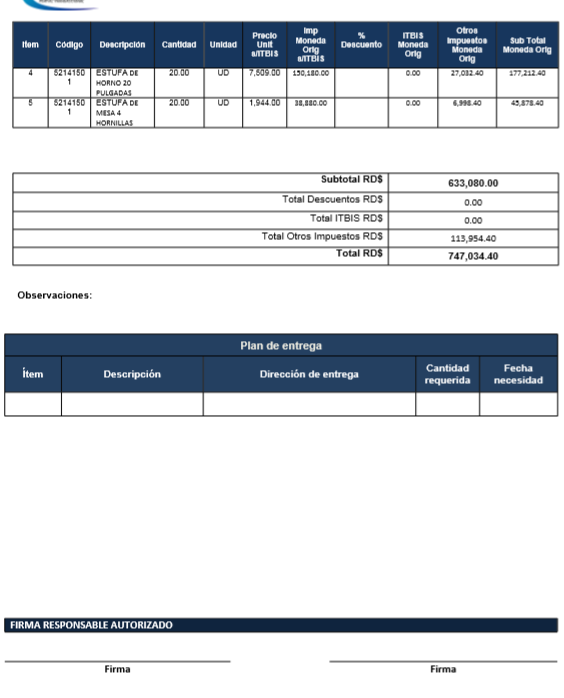 Item Código Descripción Cantidad Unidad Precio Unit s/ITBIS Imp Moneda Orig s/ITBIS % Descuento ITBIS Moneda Orig Otros Impuestos Moneda Orig Sub Total Moneda Orig
4 52141501 ESTUFA DE HORNO 20 PULGADAS 20.00 UD 7,509.00 150,180.00 0.00 27,032.40 177,212.40
5 52141501 ESTUFA DE MESA 4 HORNILLAS 20.00 UD 1,944.00 38,880.00 0.00 6,998.40 45,878.40
Subtotal RD$ 633,080.00
Total Descuentos RD$ 0.00
Total ITBIS RD$ 0.00
Total Otros Impuestos RD$ 113,954.40
Total RD$ 747,034.40
Observaciones:
Plan de entrega
Ítem Descripción Dirección de entrega Cantidad requerida Fecha necesidad
FIRMA RESPONSABLE AUTORIZADO
Firma Firma